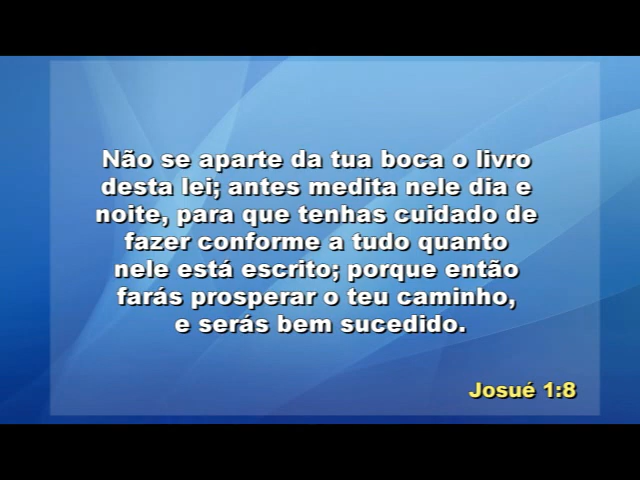 Não se aparte da tua boca o livro
desta lei; antes medita nele dia e
noite, para que tenhas cuidado de
fazer conforme a tudo quanto
nele está escrito; porque então
farás prosperar o teu caminho,
e serás bem sucedido.
Josué 1:8